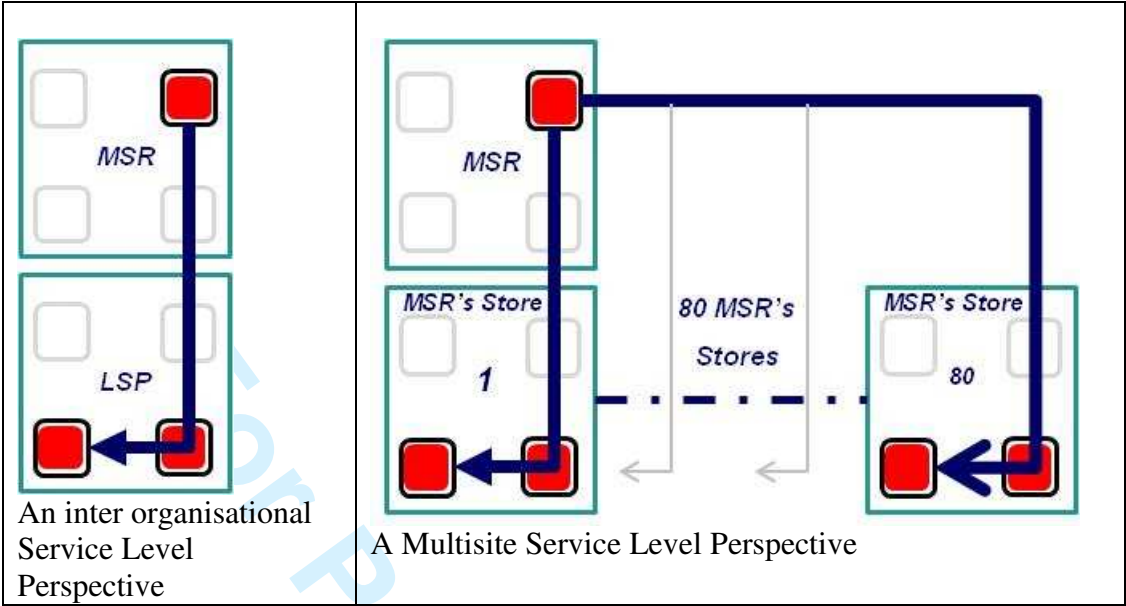 MSR
LSP
An inter organisational
Service Level
Perspective
MSR
MSR's Store
1
80 MSR's
Stores
MSR's Store
80
A Multisite Service Level Perspective
For P